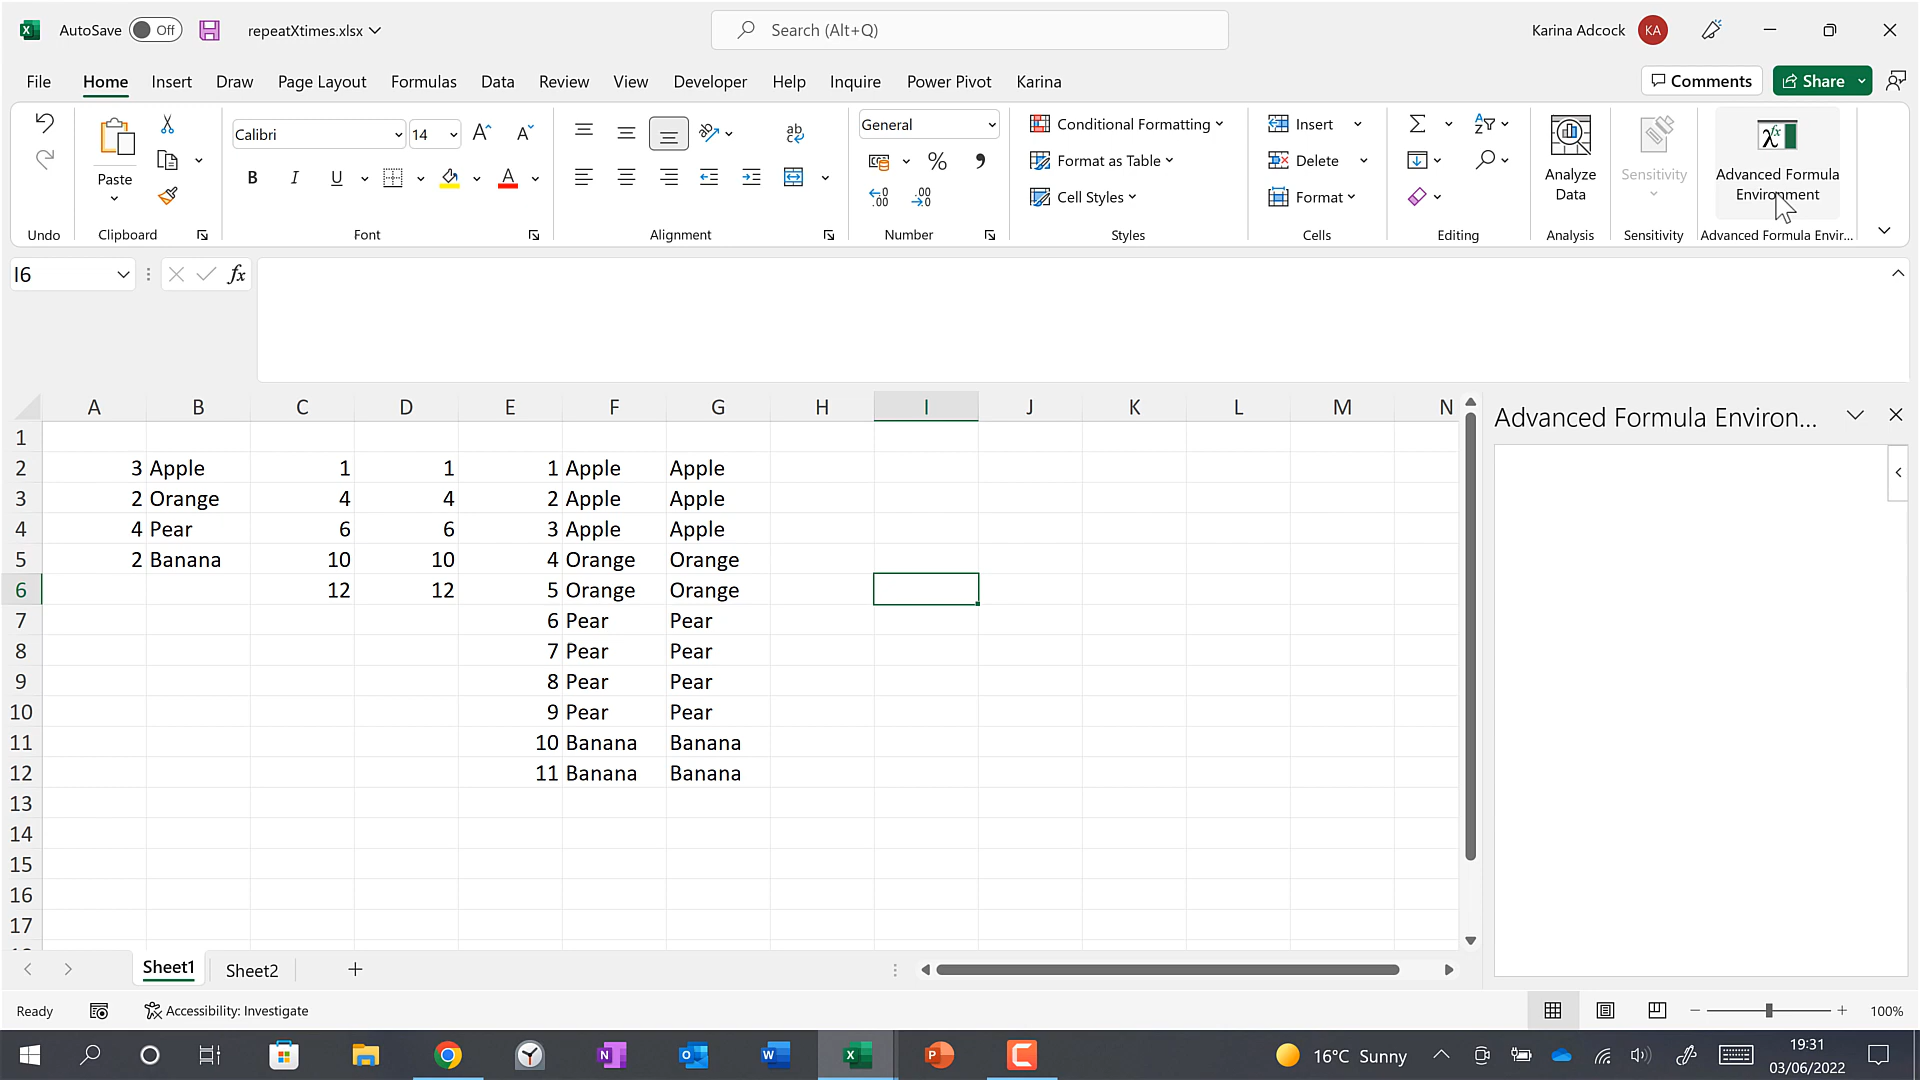 AutoSave Off repeatXtimes.xlsx Search (Alt+Q) Karina Adcock KA
File Home Insert Draw Page Layout Formulas Data Review View Developer Help Inquire Power Pivot Karina Comments Share
Calibri 14 General Conditional Formatting Insert
Paste Format as Table Delete Analyze Data Sensitivity Advanced Formula Environment
B I U A % 9 Cell Styles Format
Undo Clipboard Font Alignment Number Styles Cells Editing Analysis Sensitivity Advanced Formula Envir...
I6 fx
A B C D E F G H I J K L M N
Advanced Formula Environ...
1
2 3 Apple 1 1 1 Apple Apple
3 2 Orange 4 4 2 Apple Apple
4 4 Pear 6 6 3 Apple Apple
5 2 Banana 10 10 4 Orange Orange
6 12 12 5 Orange Orange
7 6 Pear Pear
8 7 Pear Pear
9 8 Pear Pear
10 9 Pear Pear
11 10 Banana Banana
12 11 Banana Banana
13
14
15
16
17
Sheet1 Sheet2
Ready Accessibility: Investigate 100%
16°C Sunny 19:31
03/06/2022